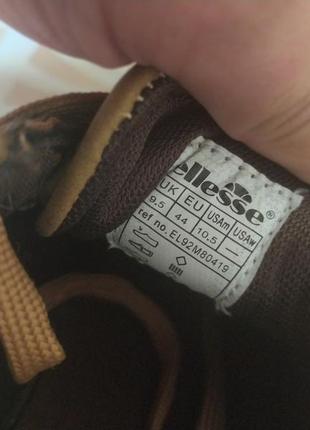 ellesse
UK EU USAm USAw
9.5 44 10.5
ref no. EL92M80419